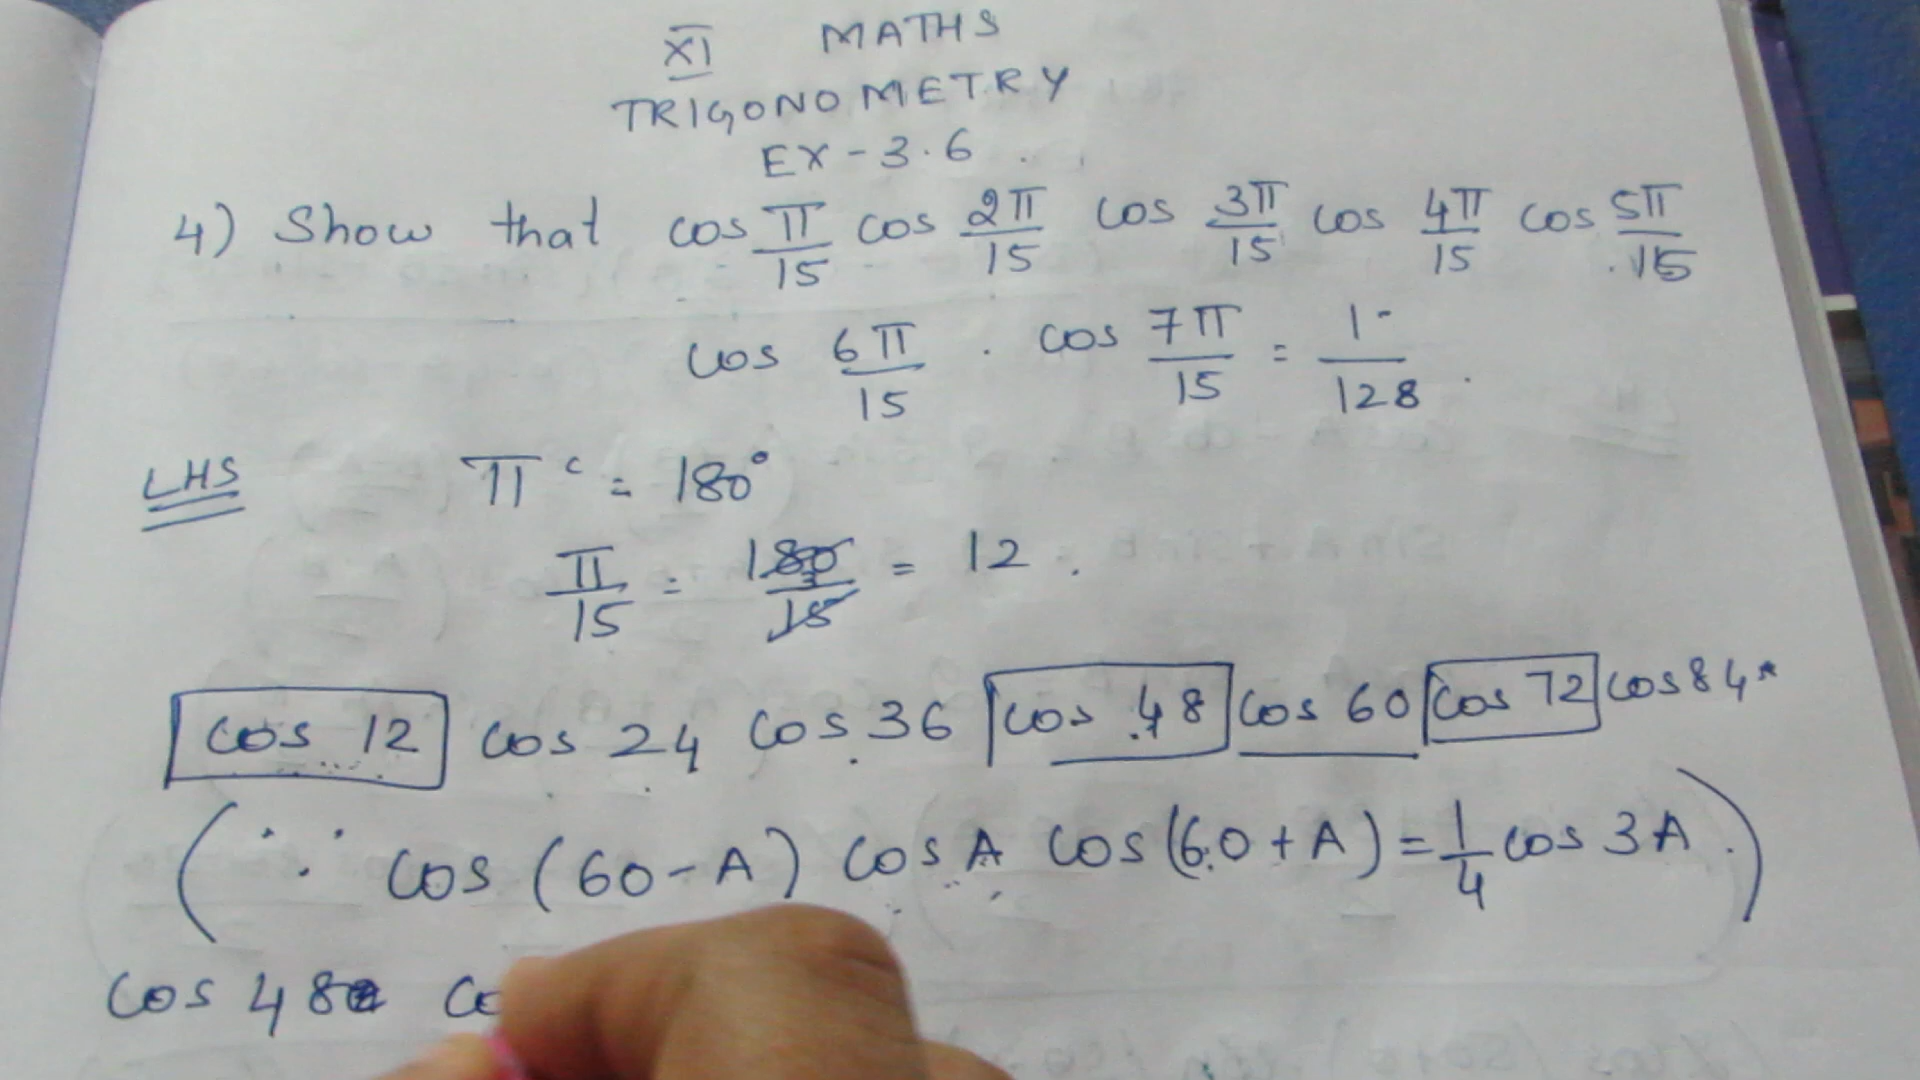 XI MATHS
TRIGONOMETRY
EX - 3.6
4) Show that cos π/15 cos 2π/15 cos 3π/15 cos 4π/15 cos 5π/15
cos 6π/15 . cos 7π/15 = 1/128 .
LHS π^c = 180°
π/15 = 180/15 = 12 .
cos 12 cos 24 cos 36 cos 48 cos 60 cos 72 cos 84
(∵ cos (60-A) cos A cos (60+A) = 1/4 cos 3A.)
cos 48 co